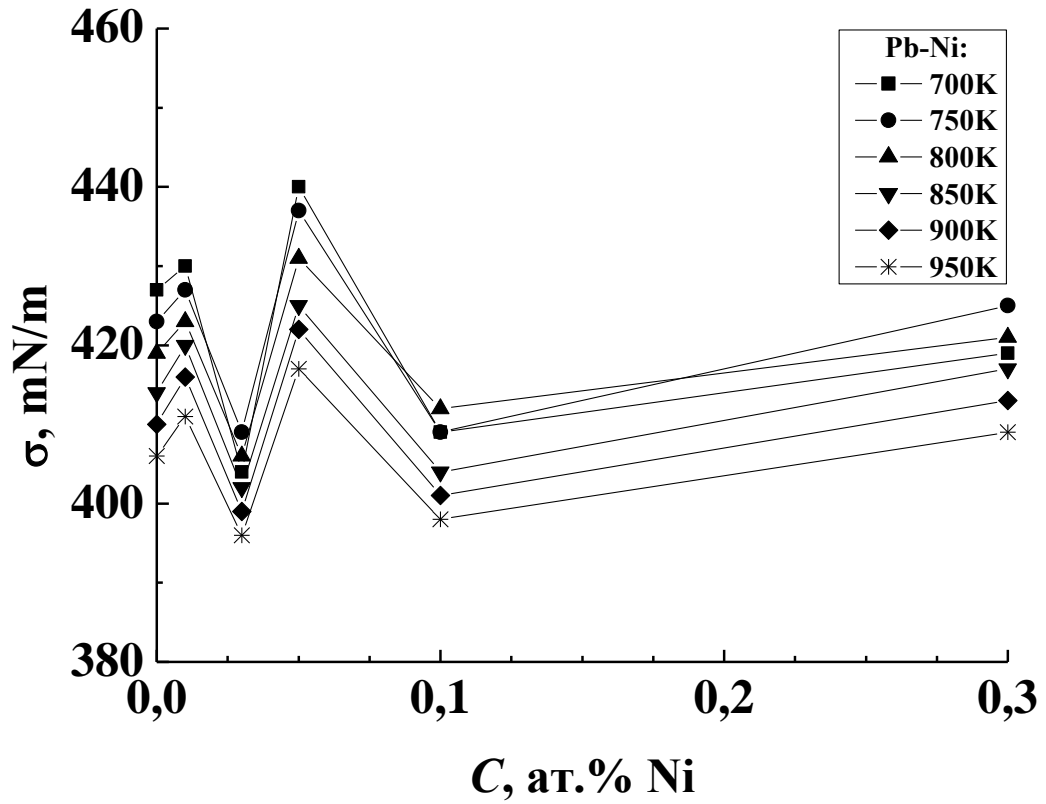 460
440
420
400
380
σ, mN/m
Pb-Ni:
700K
750K
800K
850K
900K
950K
0,0
0,1
0,2
0,3
C, ат.% Ni